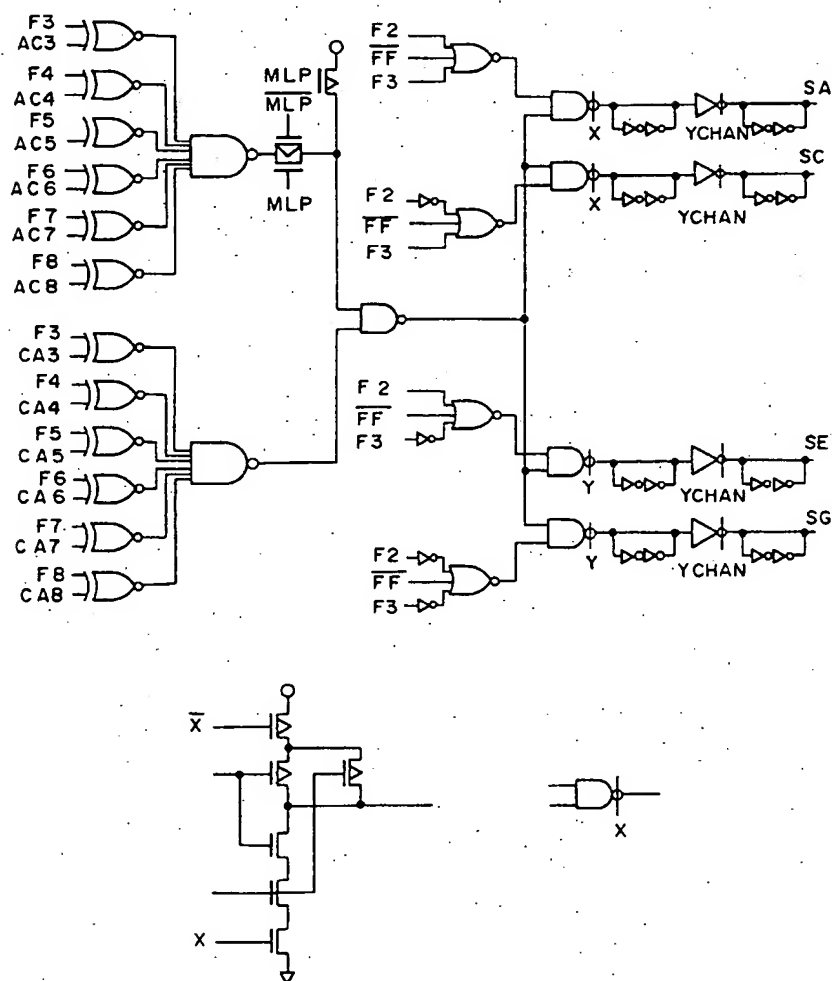 F3
AC3
F4
AC4
F5
AC5
F6
AC6
F7
AC7
F8
AC8
MLP
MLP
MLP
F3
CA3
F4
CA4
F5
CA5
F6
CA6
F7
CA7
F8
CA8
F2
FF
F3
X
YCHAN
SA
F2
FF
F3
X
YCHAN
SC
F2
FF
F3
Y
YCHAN
SE
F2
FF
F3
Y
YCHAN
SG
X
X
X